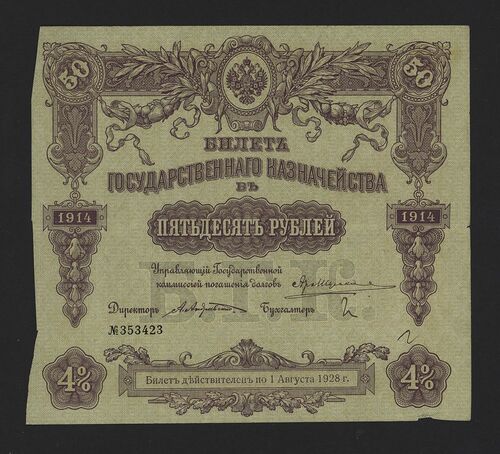 50 50
БИЛЕТЪ
ГОСУДАРСТВЕННАГО КАЗНАЧЕЙСТВА
ВЪ
1914 1914
ПЯТЬДЕСЯТЪ РУБЛЕЙ
Управляющій Государственной
коммиссіей погашенія долговъ
Директоръ Бухгалтеръ
№353423
4% 4%
Билетъ дѣйствителенъ по 1 Августа 1928 г.